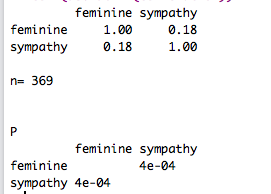 feminine sympathy
feminine 1.00 0.18
sympathy 0.18 1.00
n= 369
P
feminine sympathy
feminine 4e-04
sympathy 4e-04